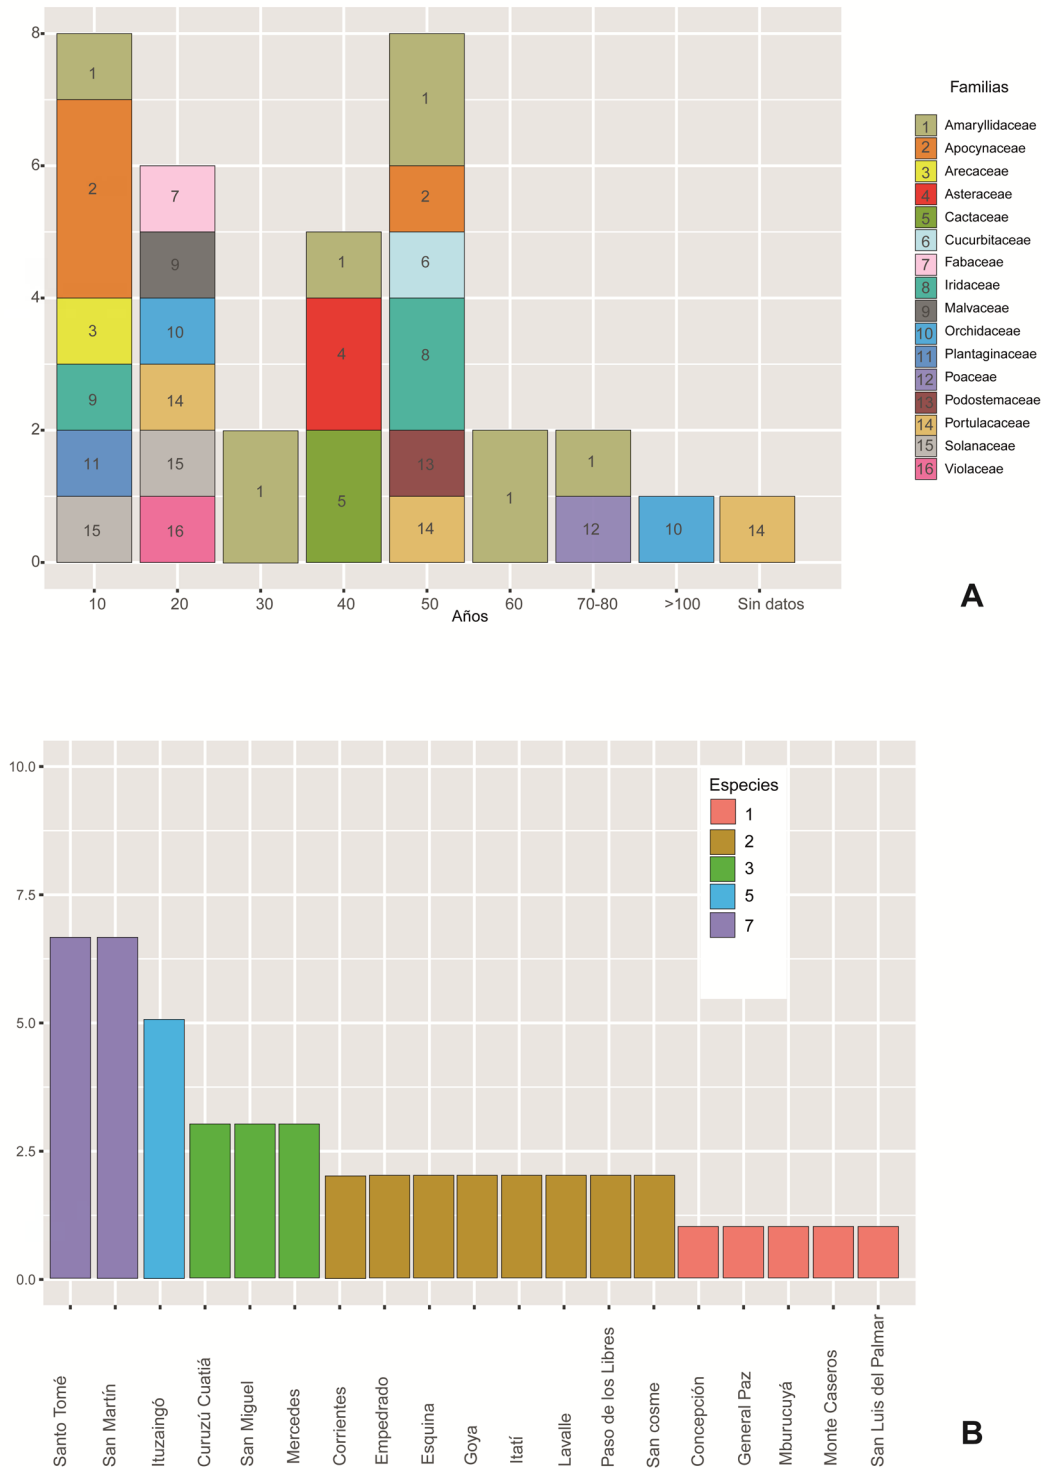 8
6
4
2
0
1
2
3
9
11
15
7
9
10
14
15
16
1
1
4
5
1
2
6
8
13
14
1
1
12
10
14
10
20
30
40
50
60
70-80
>100
Sin datos
Años
Familias
1 Amaryllidaceae
2 Apocynaceae
3 Arecaceae
4 Asteraceae
5 Cactaceae
6 Cucurbitaceae
7 Fabaceae
8 Iridaceae
9 Malvaceae
10 Orchidaceae
11 Plantaginaceae
12 Poaceae
13 Podostemaceae
14 Portulacaceae
15 Solanaceae
16 Violaceae
A
10.0
7.5
5.0
2.5
0.0
Especies
1
2
3
5
7
Santo Tomé
San Martín
Ituzaingó
Curuzú Cuatiá
San Miguel
Mercedes
Corrientes
Empedrado
Esquina
Goya
Itatí
Lavalle
Paso de los Libres
San cosme
Concepción
General Paz
Mburucuyá
Monte Caseros
San Luis del Palmar
B